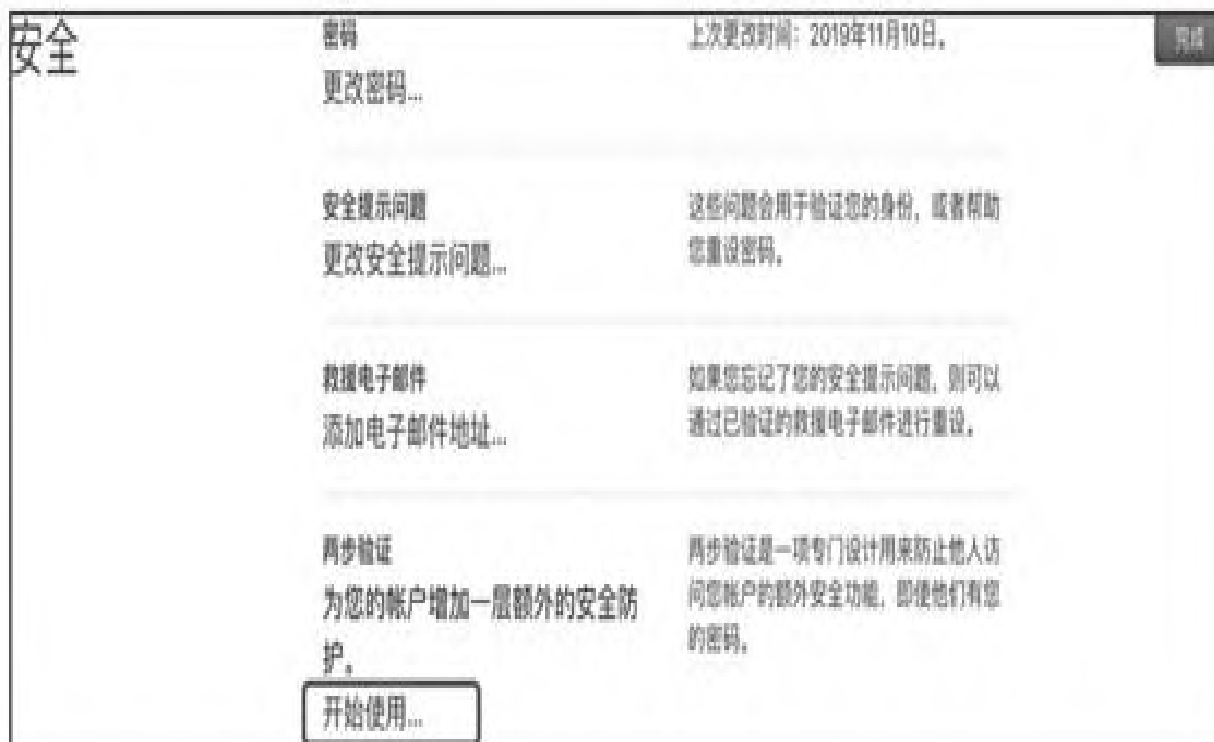 安全
密码
更改密码...
上次更改时间：2019年11月10日。
完成
安全提示问题
更改安全提示问题...
这些问题会用于验证您的身份，或者帮助
您重设密码。
救援电子邮件
添加电子邮件地址...
如果您忘记了您的安全提示问题，则可以
通过已验证的救援电子邮件进行重设。
两步验证
为您的帐户增加一层额外的安全防
护。
开始使用...
两步验证是一项专门设计用来防止他人访
问您帐户的额外安全功能，即使他们有您
的密码。